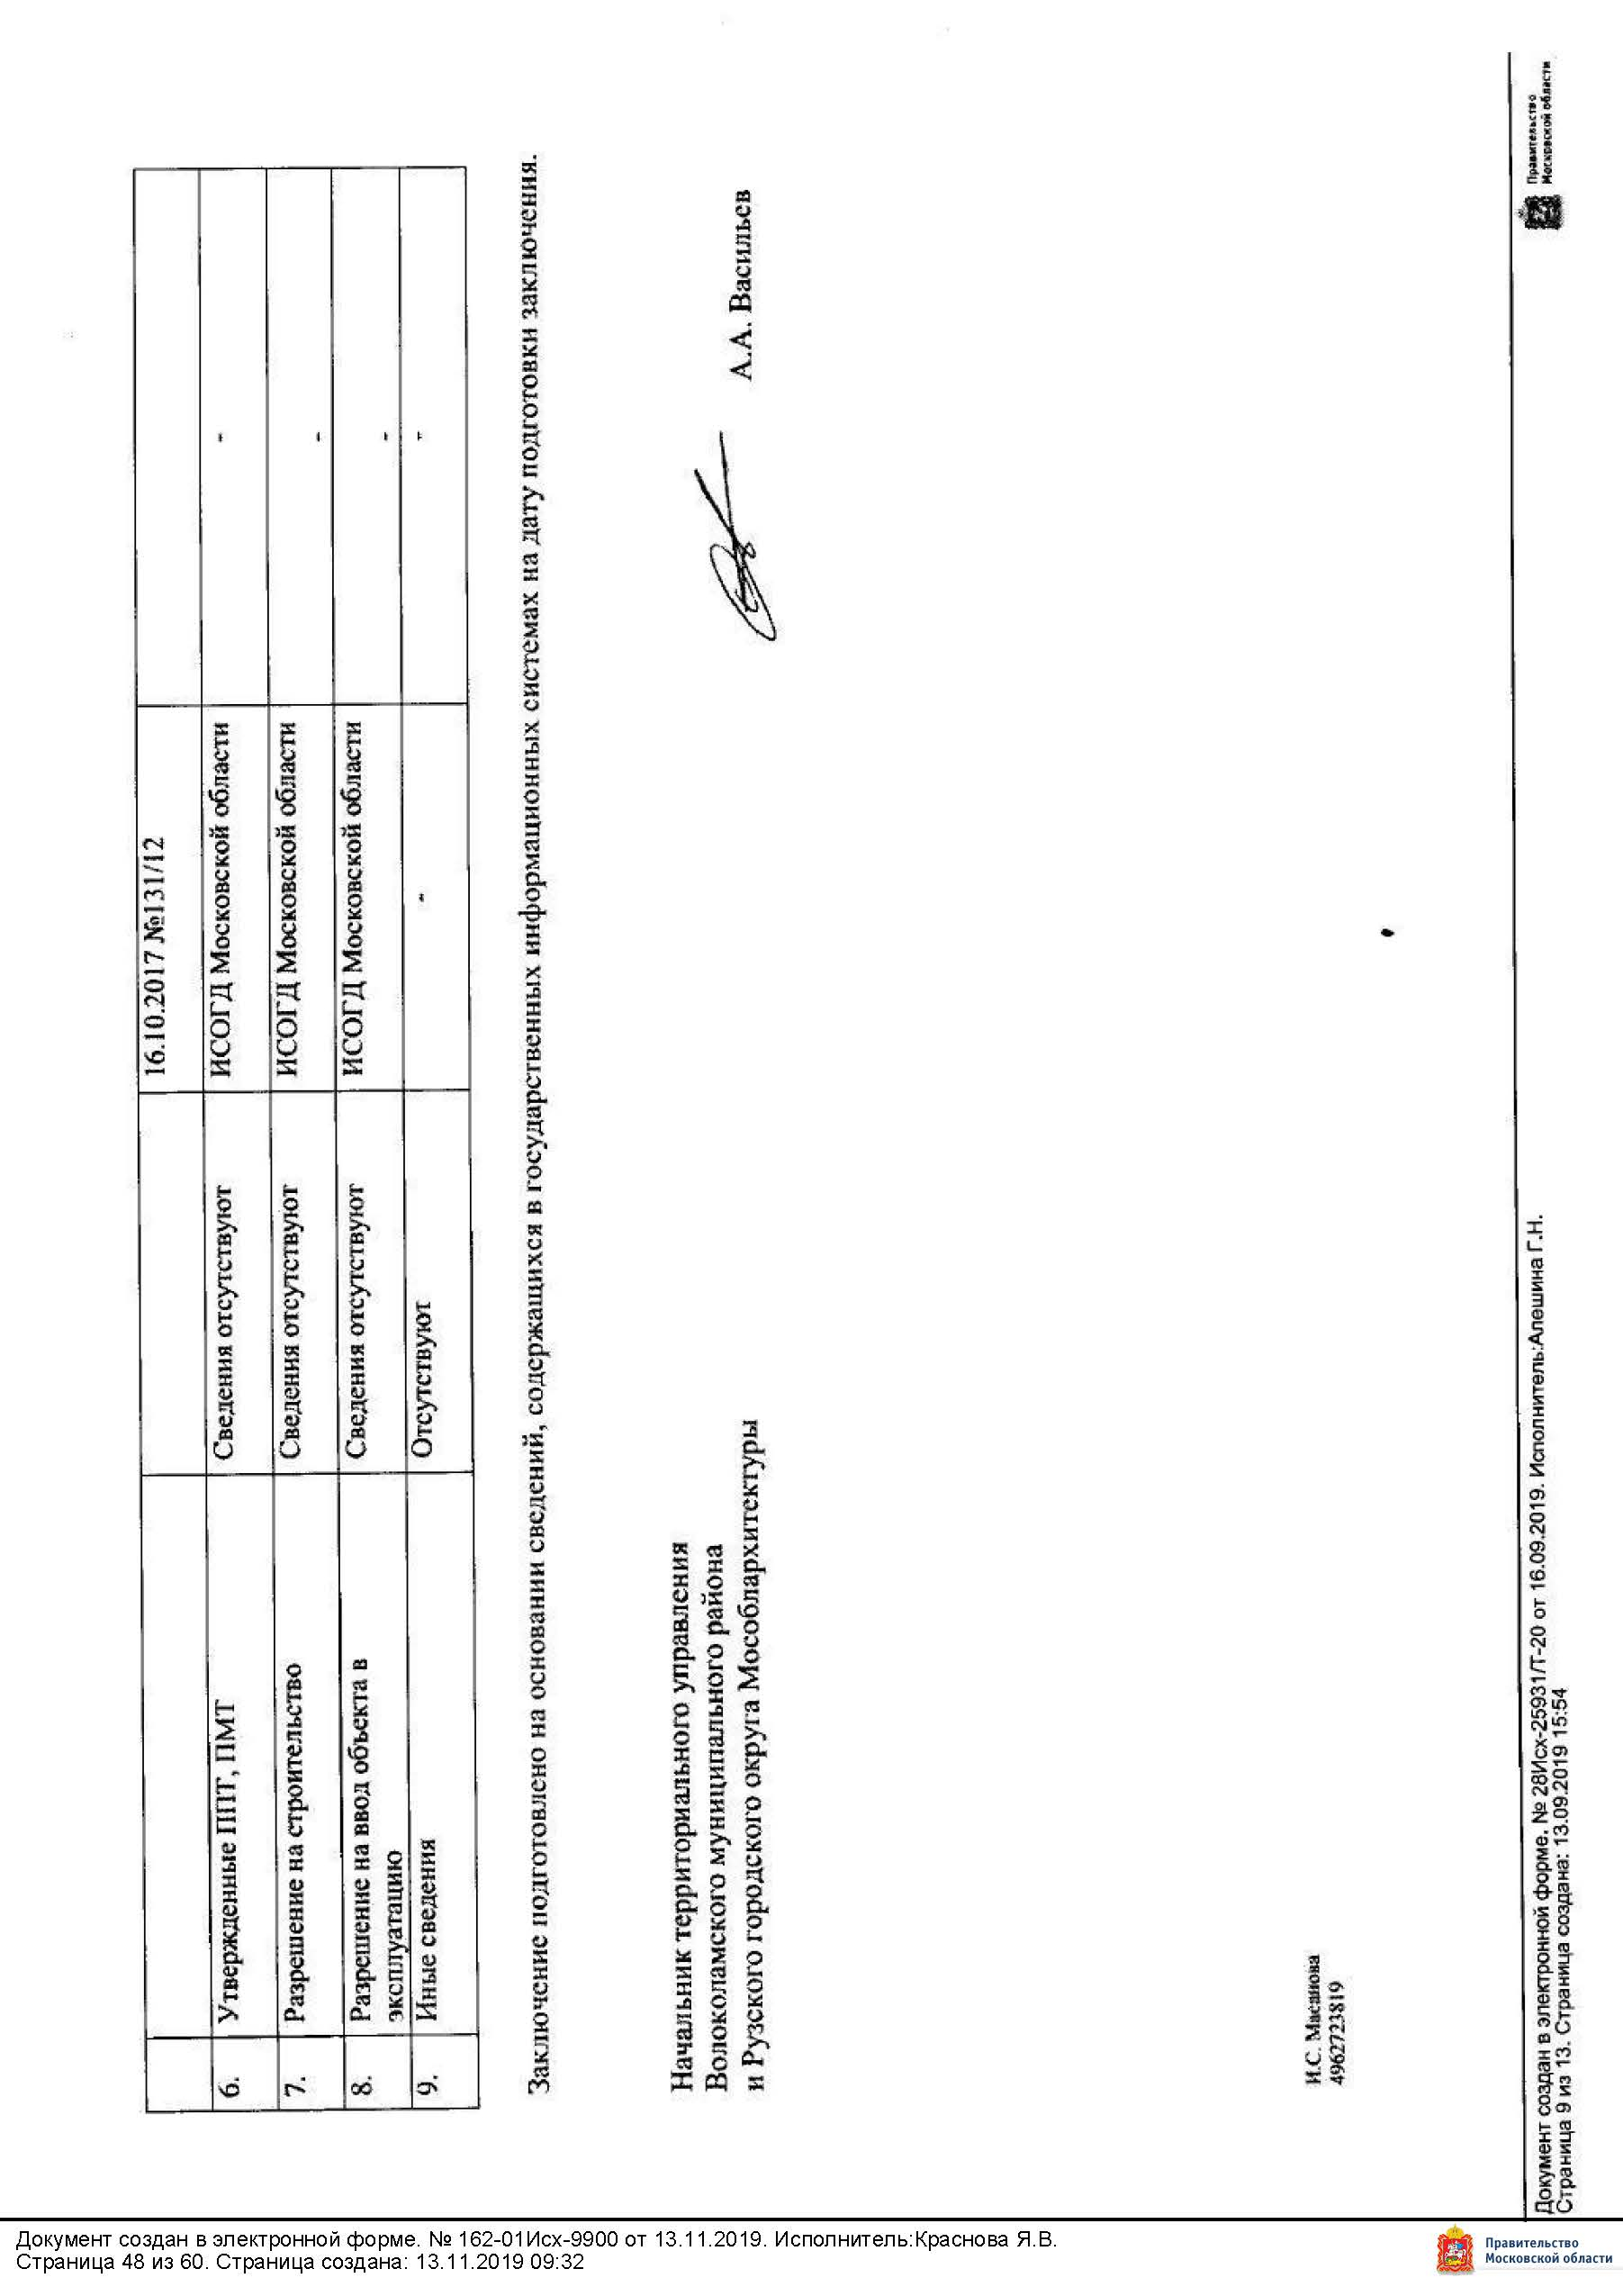 16.10.2017 №131/12
6. Утвержденные ППТ, ПМТ Сведения отсутствуют ИСОГД Московской области -
7. Разрешение на строительство Сведения отсутствуют ИСОГД Московской области -
8. Разрешение на ввод объекта в Сведения отсутствуют ИСОГД Московской области -
эксплуатацию
9. Иные сведения Отсутствуют - -
Заключение подготовлено на основании сведений, содержащихся в государственных информационных системах на дату подготовки заключения.
Начальник территориального управления
Волоколамского муниципального района
и Рузского городского округа Мособлархитектуры А.А. Васильев
И.С. Масанова
4962723819
Документ создан в электронной форме. № 28Исх-25931/Т-20 от 16.09.2019. Исполнитель:Алешина Г.Н.
Страница 9 из 13. Страница создана: 13.09.2019 15:54
Правительство
Московской области
Документ создан в электронной форме. № 162-01Исх-9900 от 13.11.2019. Исполнитель:Краснова Я.В.
Страница 48 из 60. Страница создана: 13.11.2019 09:32
Правительство
Московской области